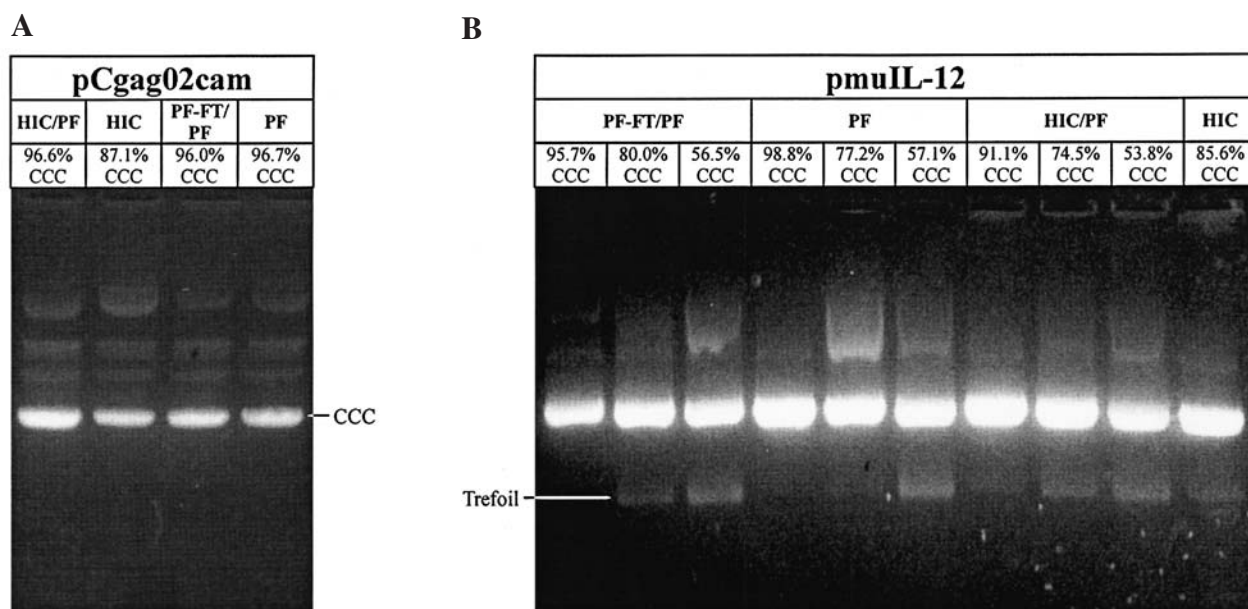 A
pCgag02cam
HIC/PF HIC PF-FT/ PF
PF
96.6% 87.1% 96.0% 96.7%
CCC CCC CCC CCC
CCC
B
pmuIL-12
PF-FT/PF PF HIC/PF HIC
95.7% 80.0% 56.5% 98.8% 77.2% 57.1% 91.1% 74.5% 53.8% 85.6%
CCC CCC CCC CCC CCC CCC CCC CCC CCC CCC
Trefoil